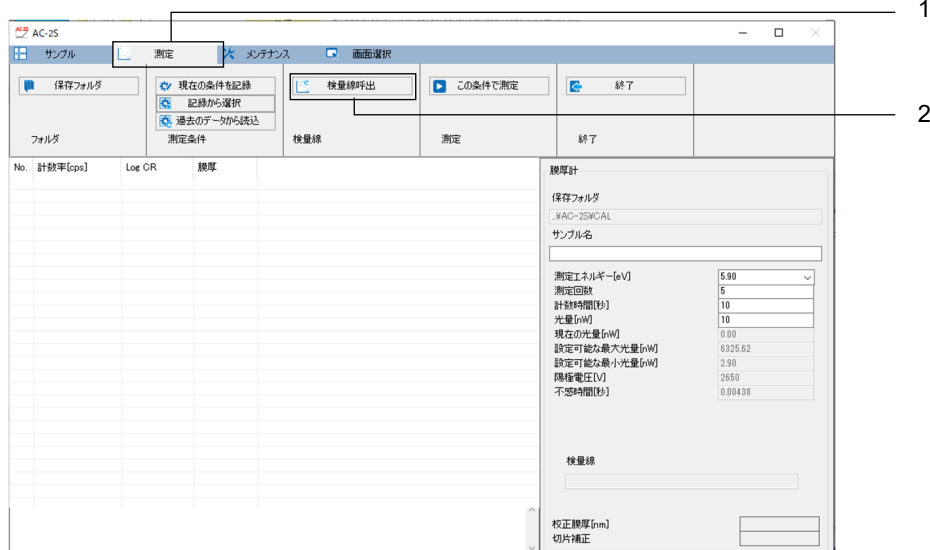 1
AC-2S
サンプル 測定 メンテナンス 画面選択
保存フォルダ 現在の条件を記録 検量線呼出 この条件で測定 終了
記録から選択
過去のデータから読込
2
フォルダ 測定条件 検量線 測定 終了
No. 計数率[cps] Log CR 膜厚
膜厚計
保存フォルダ
..¥AC-2S¥CAL
サンプル名
測定エネルギー[eV] 5.90
測定回数 5
計数時間[秒] 10
光量[nW] 10
現在の光量[nW] 0.00
設定可能な最大光量[nW] 6325.62
設定可能な最小光量[nW] 2.90
陽極電圧[V] 2650
不感時間[秒] 0.00438
検量線
校正膜厚[nm]
切片補正